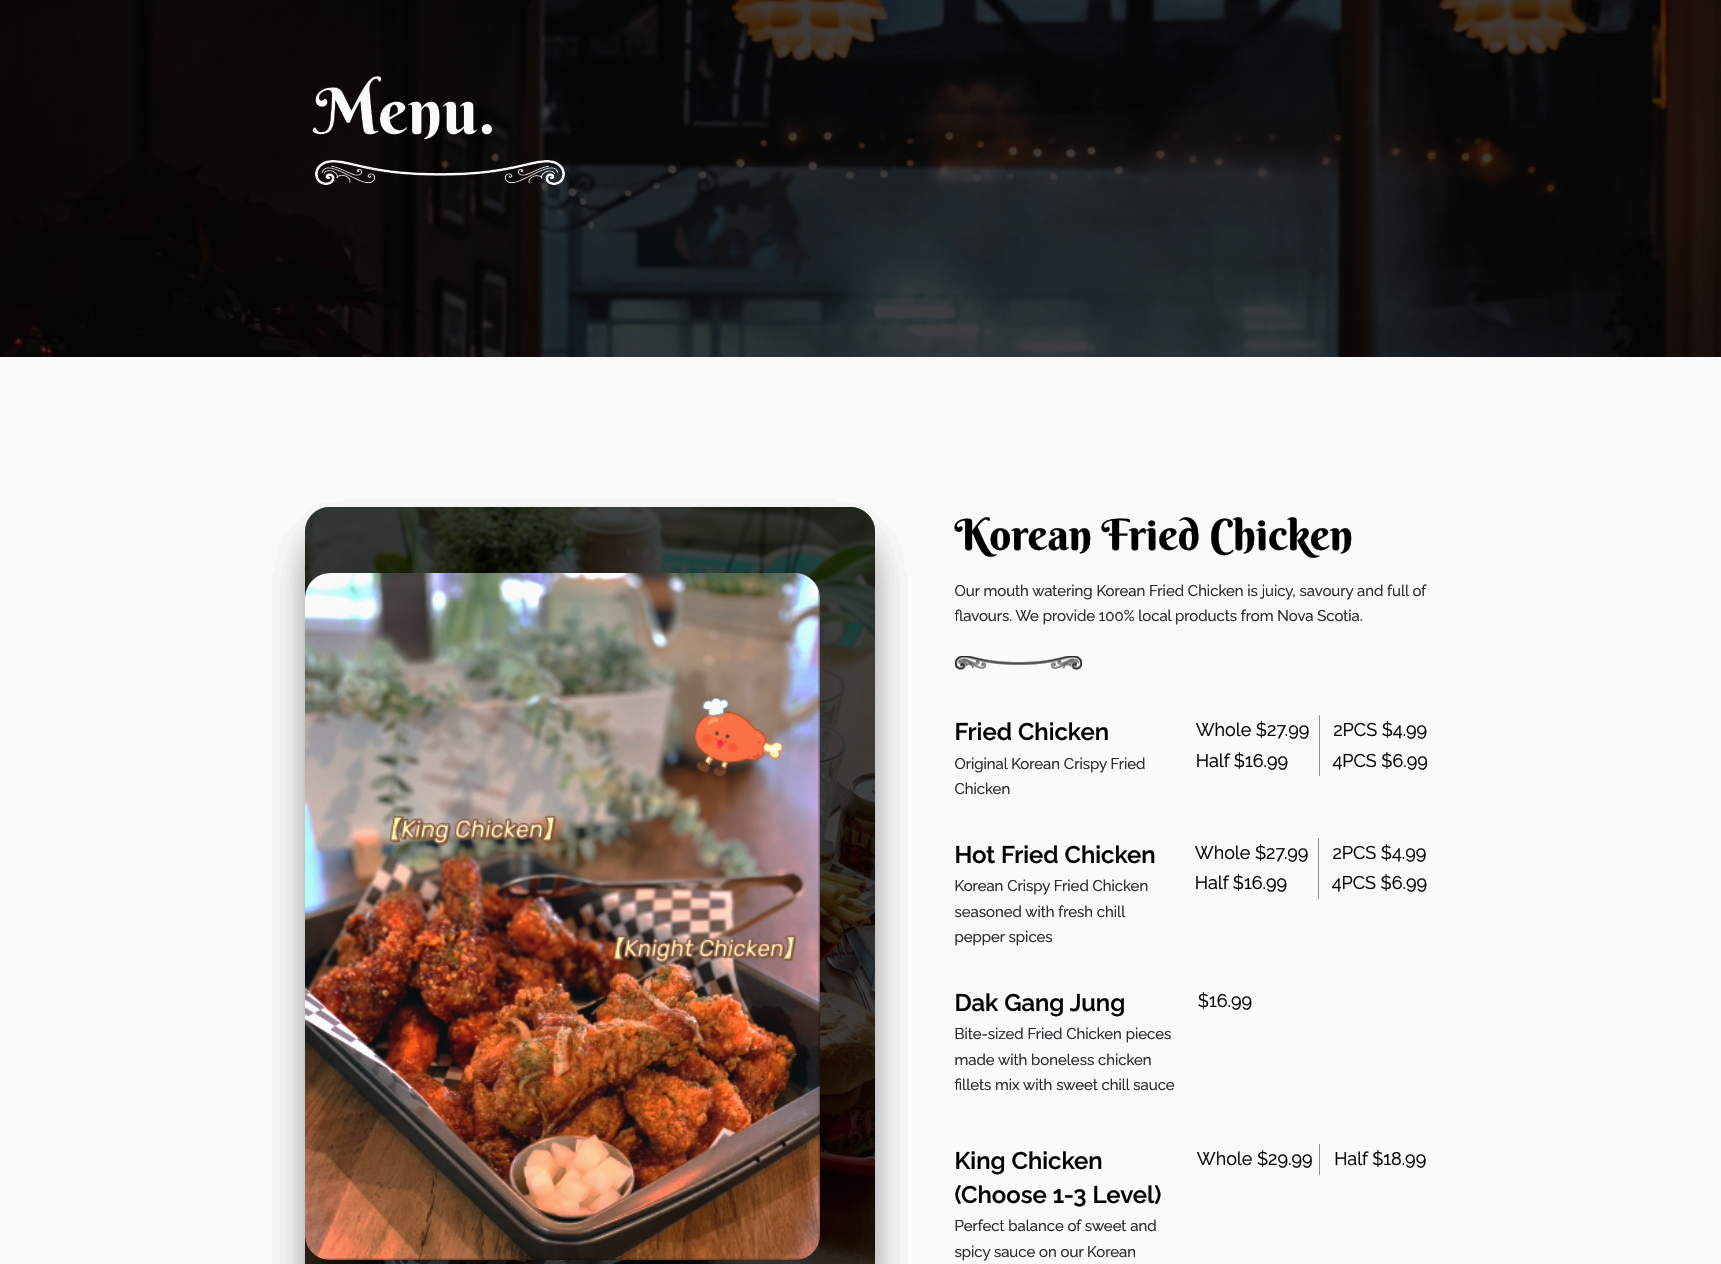 Menu.
【King Chicken】
【Knight Chicken】
Korean Fried Chicken
Our mouth watering Korean Fried Chicken is juicy, savoury and full of
flavours. We provide 100% local products from Nova Scotia.
Fried Chicken
Original Korean Crispy Fried
Chicken
Whole $27.99
Half $16.99
2PCS $4.99
4PCS $6.99
Hot Fried Chicken
Korean Crispy Fried Chicken
seasoned with fresh chill
pepper spices
Whole $27.99
Half $16.99
2PCS $4.99
4PCS $6.99
Dak Gang Jung
Bite-sized Fried Chicken pieces
made with boneless chicken
fillets mix with sweet chill sauce
$16.99
King Chicken
(Choose 1-3 Level)
Perfect balance of sweet and
spicy sauce on our Korean
Whole $29.99
Half $18.99